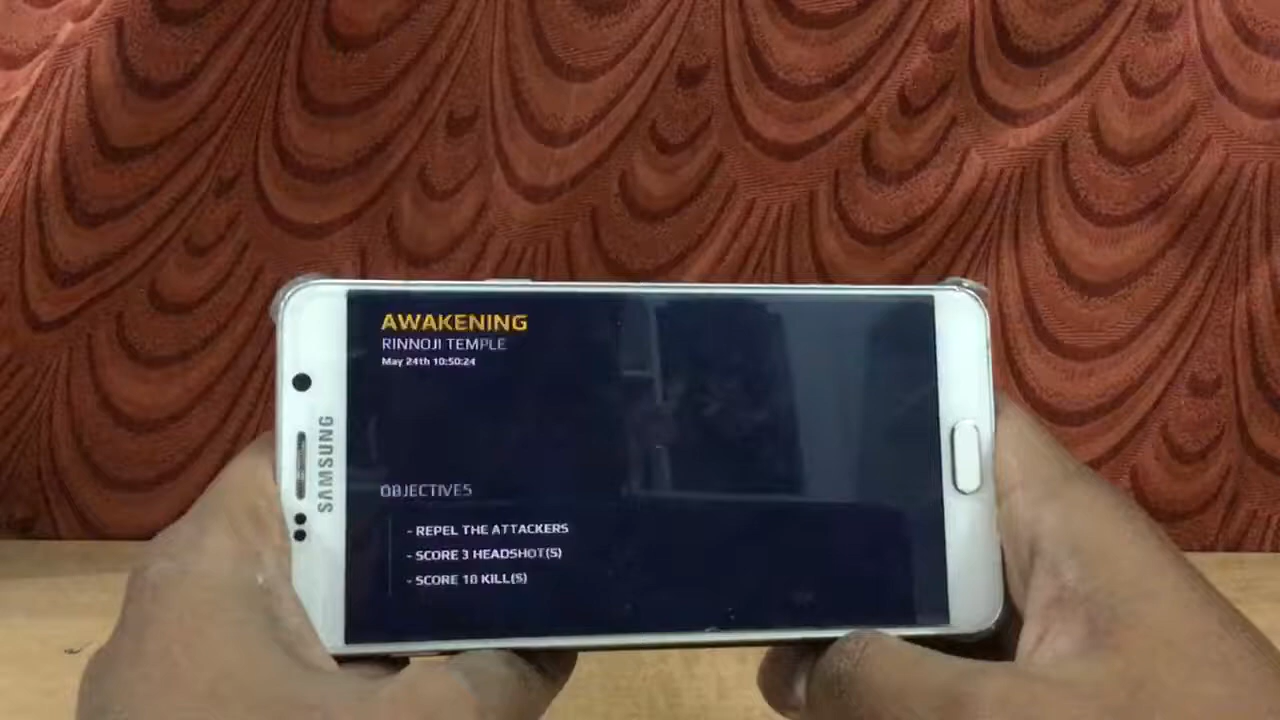 AWAKENING
RINNOJI TEMPLE
May 24th 10:50:24
SAMSUNG
OBJECTIVES
- REPEL THE ATTACKERS
- SCORE 3 HEADSHOT(S)
- SCORE 10 KILL(S)